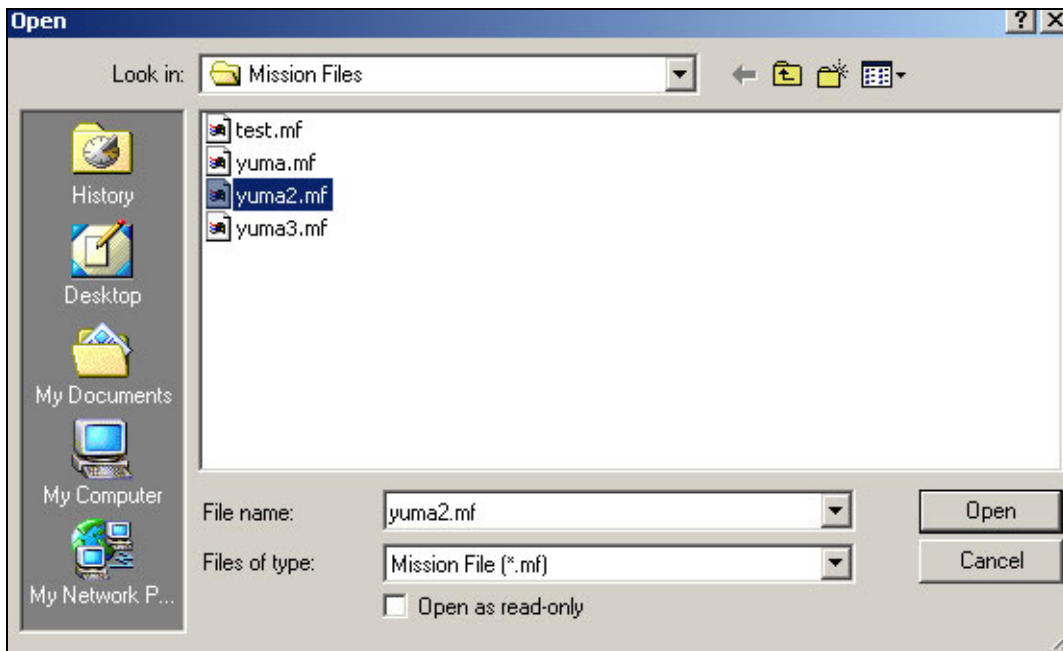 Open
Look in: Mission Files
test.mf
yuma.mf
yuma2.mf
yuma3.mf
History
Desktop
My Documents
My Computer
My Network P...
File name: yuma2.mf Open
Files of type: Mission File (*.mf) Cancel
Open as read-only